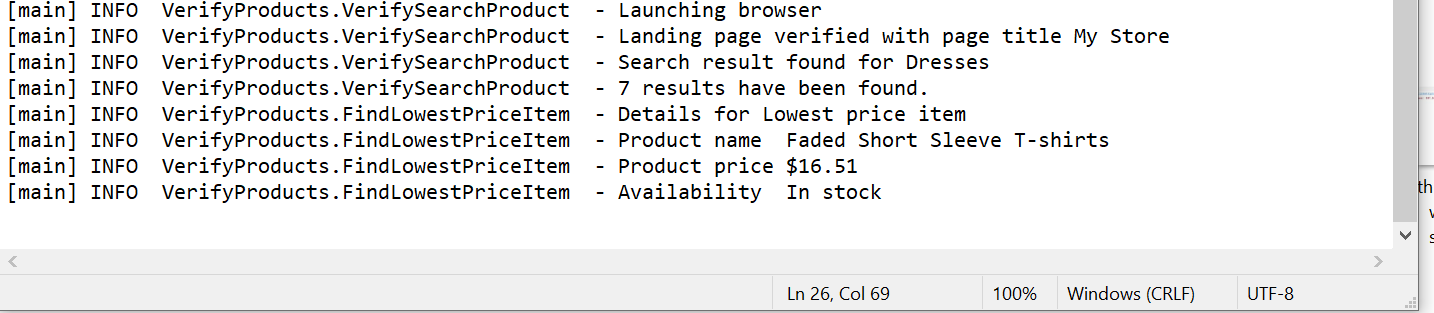 [main] INFO  VerifyProducts.VerifySearchProduct  - Launching browser
[main] INFO  VerifyProducts.VerifySearchProduct  - Landing page verified with page title My Store
[main] INFO  VerifyProducts.VerifySearchProduct  - Search result found for Dresses
[main] INFO  VerifyProducts.VerifySearchProduct  - 7 results have been found.
[main] INFO  VerifyProducts.FindLowestPriceItem  - Details for Lowest price item
[main] INFO  VerifyProducts.FindLowestPriceItem  - Product name  Faded Short Sleeve T-shirts
[main] INFO  VerifyProducts.FindLowestPriceItem  - Product price $16.51
[main] INFO  VerifyProducts.FindLowestPriceItem  - Availability  In stock
Ln 26, Col 69 100% Windows (CRLF) UTF-8